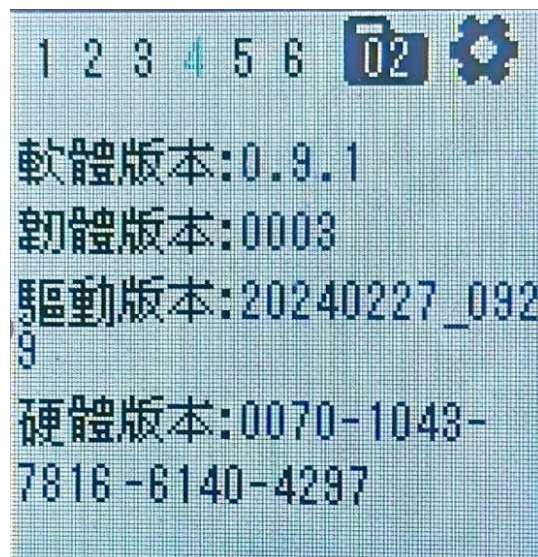 1 2 3 4 5 6 02
軟體版本:0.9.1
韌體版本:0003
驅動版本:20240227_092
9
硬體版本:0070-1043-
7816-6140-4297